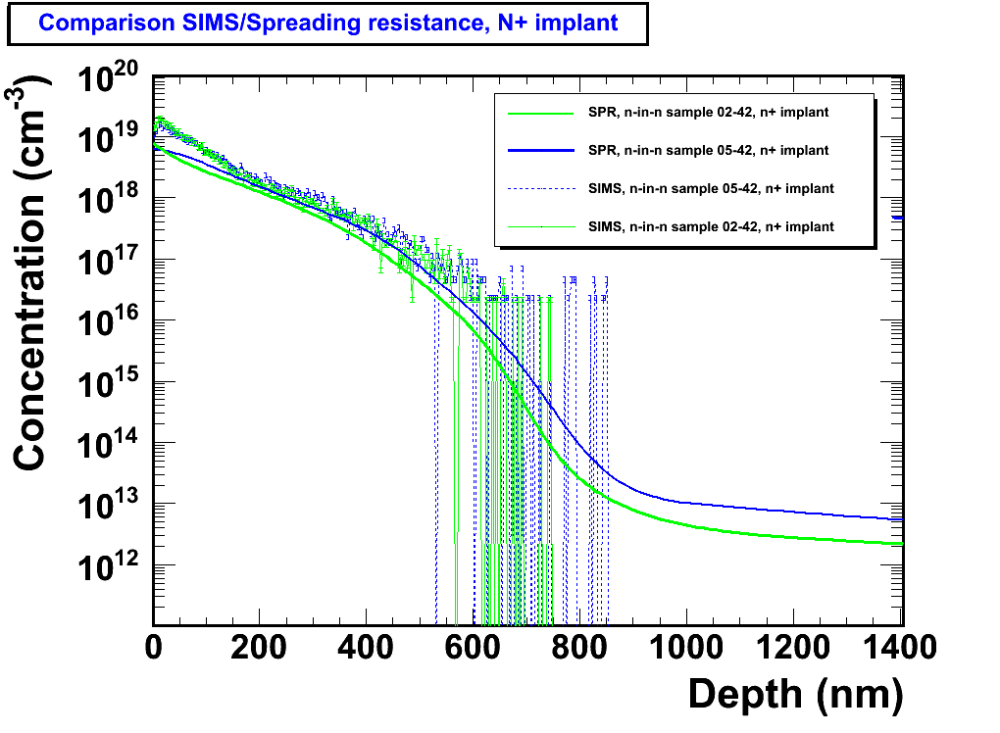 Comparison SIMS/Spreading resistance, N+ implant
10^20
10^19
10^18
10^17
10^16
10^15
10^14
10^13
10^12
Concentration (cm^-3)
SPR, n-in-n sample 02-42, n+ implant
SPR, n-in-n sample 05-42, n+ implant
SIMS, n-in-n sample 05-42, n+ implant
SIMS, n-in-n sample 02-42, n+ implant
0 200 400 600 800 1000 1200 1400
Depth (nm)